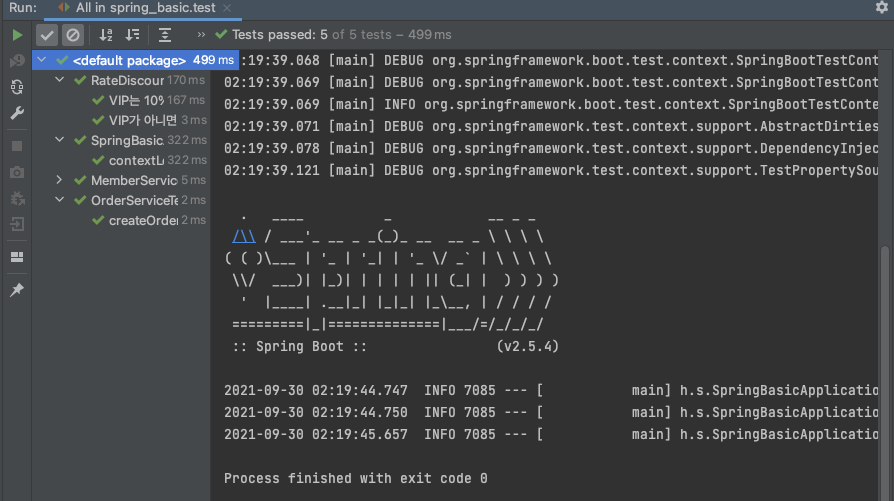 Run: All in spring_basic.test
Tests passed: 5 of 5 tests – 499 ms
<default package> 499 ms
RateDiscoun 170 ms
VIP는 10% 167 ms
VIP가 아니면 3 ms
SpringBasic. 322 ms
contextLo 322 ms
MemberService 5 ms
OrderServiceTe 2 ms
createOrder 2 ms
02:19:39.068 [main] DEBUG org.springframework.boot.test.context.SpringBootTestCont
02:19:39.069 [main] DEBUG org.springframework.boot.test.context.SpringBootTestCont
02:19:39.069 [main] INFO org.springframework.boot.test.context.SpringBootTestConte
02:19:39.071 [main] DEBUG org.springframework.test.context.support.AbstractDirties
02:19:39.078 [main] DEBUG org.springframework.test.context.support.DependencyInjec
02:19:39.121 [main] DEBUG org.springframework.test.context.support.TestPropertySou
  .   ____          _            __ _ _
 /\\ / ___'_ __ _ _(_)_ __  __ _ \ \ \ \
( ( )\___ | '_ | '_| | '_ \/ _` | \ \ \ \
 \\/  ___)| |_)| | | | | || (_| |  ) ) ) )
  '  |____| .__|_| |_|_| |_\__, | / / / /
 =========|_|==============|___/=/_/_/_/
 :: Spring Boot ::                (v2.5.4)
2021-09-30 02:19:44.747  INFO 7085 --- [           main] h.s.SpringBasicApplicatio
2021-09-30 02:19:44.750  INFO 7085 --- [           main] h.s.SpringBasicApplicatio
2021-09-30 02:19:45.657  INFO 7085 --- [           main] h.s.SpringBasicApplicatio
Process finished with exit code 0